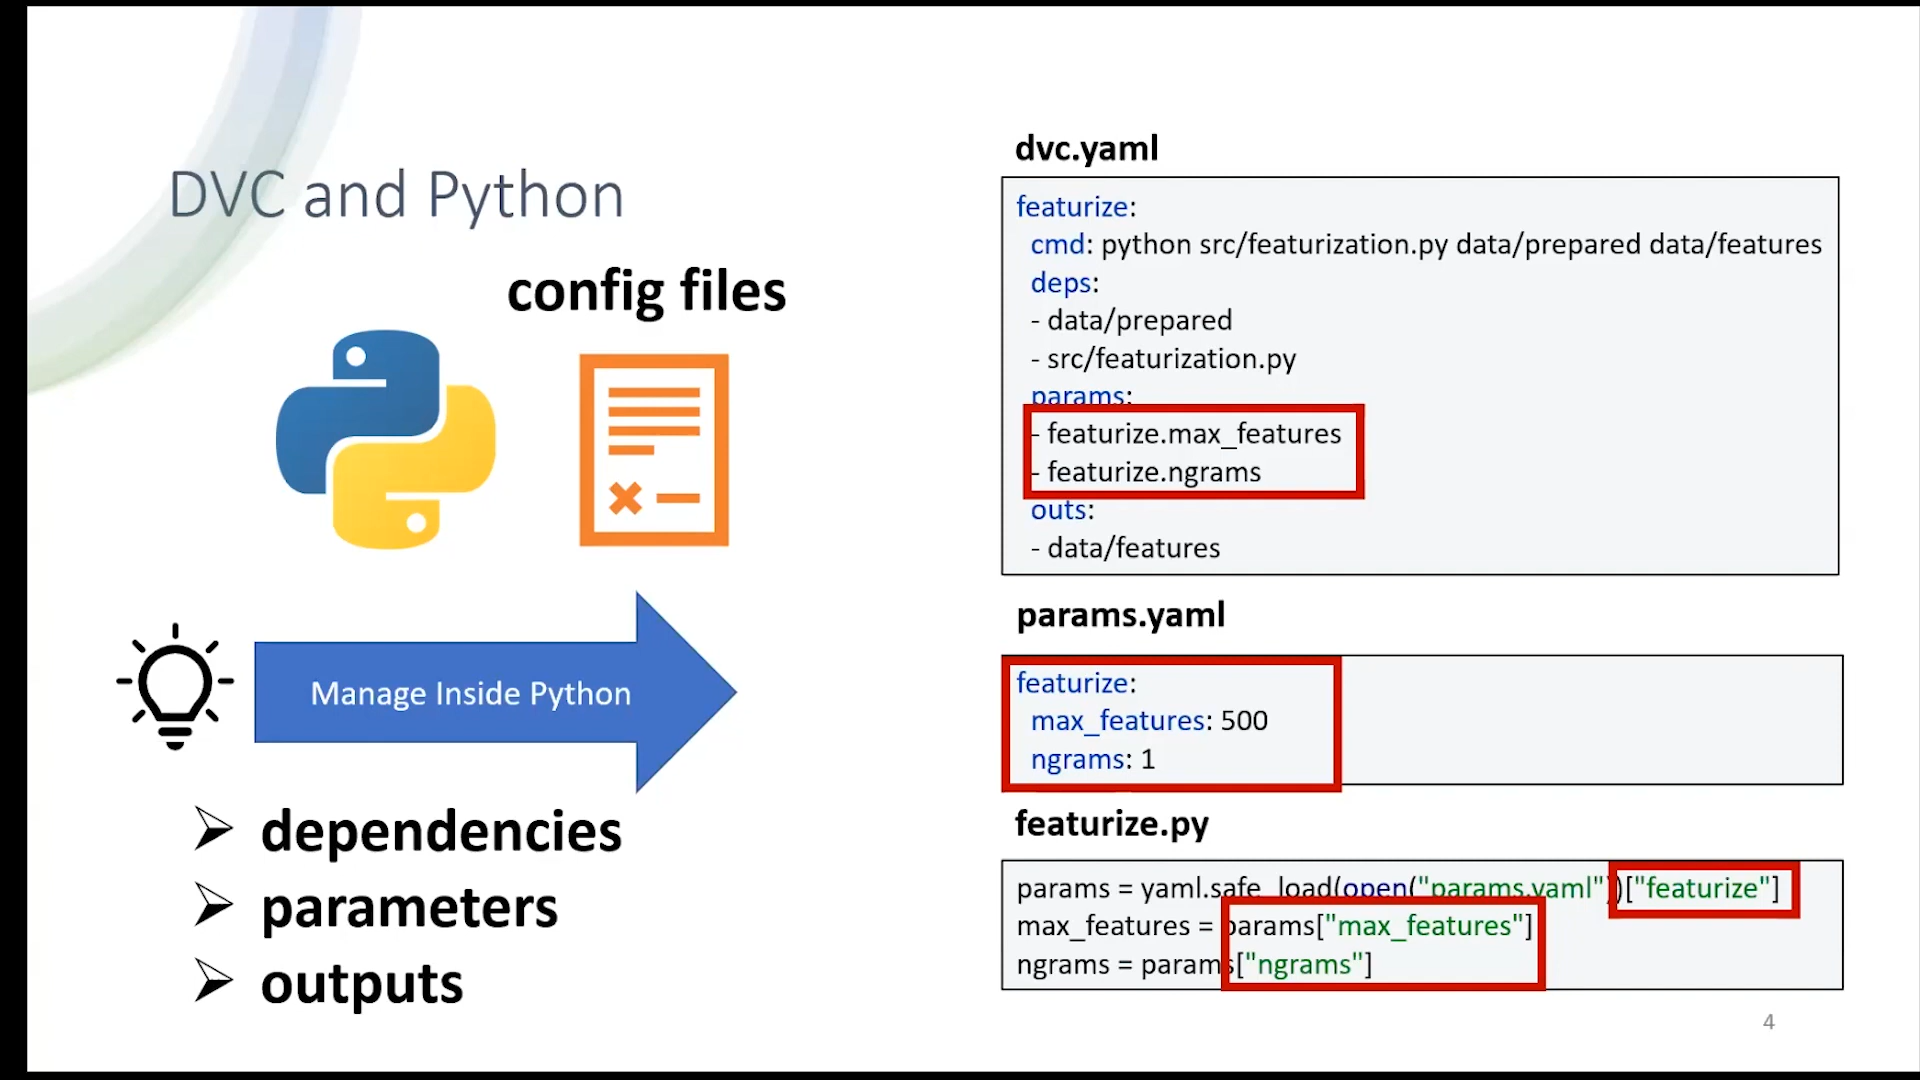 DVC and Python
config files
Manage Inside Python
dependencies
parameters
outputs
dvc.yaml
featurize:
cmd: python src/featurization.py data/prepared data/features
deps:
- data/prepared
- src/featurization.py
params:
- featurize.max_features
- featurize.ngrams
outs:
- data/features
params.yaml
featurize:
max_features: 500
ngrams: 1
featurize.py
params = yaml.safe_load(open("params.yaml"))["featurize"]
max_features = params["max_features"]
ngrams = params["ngrams"]
4